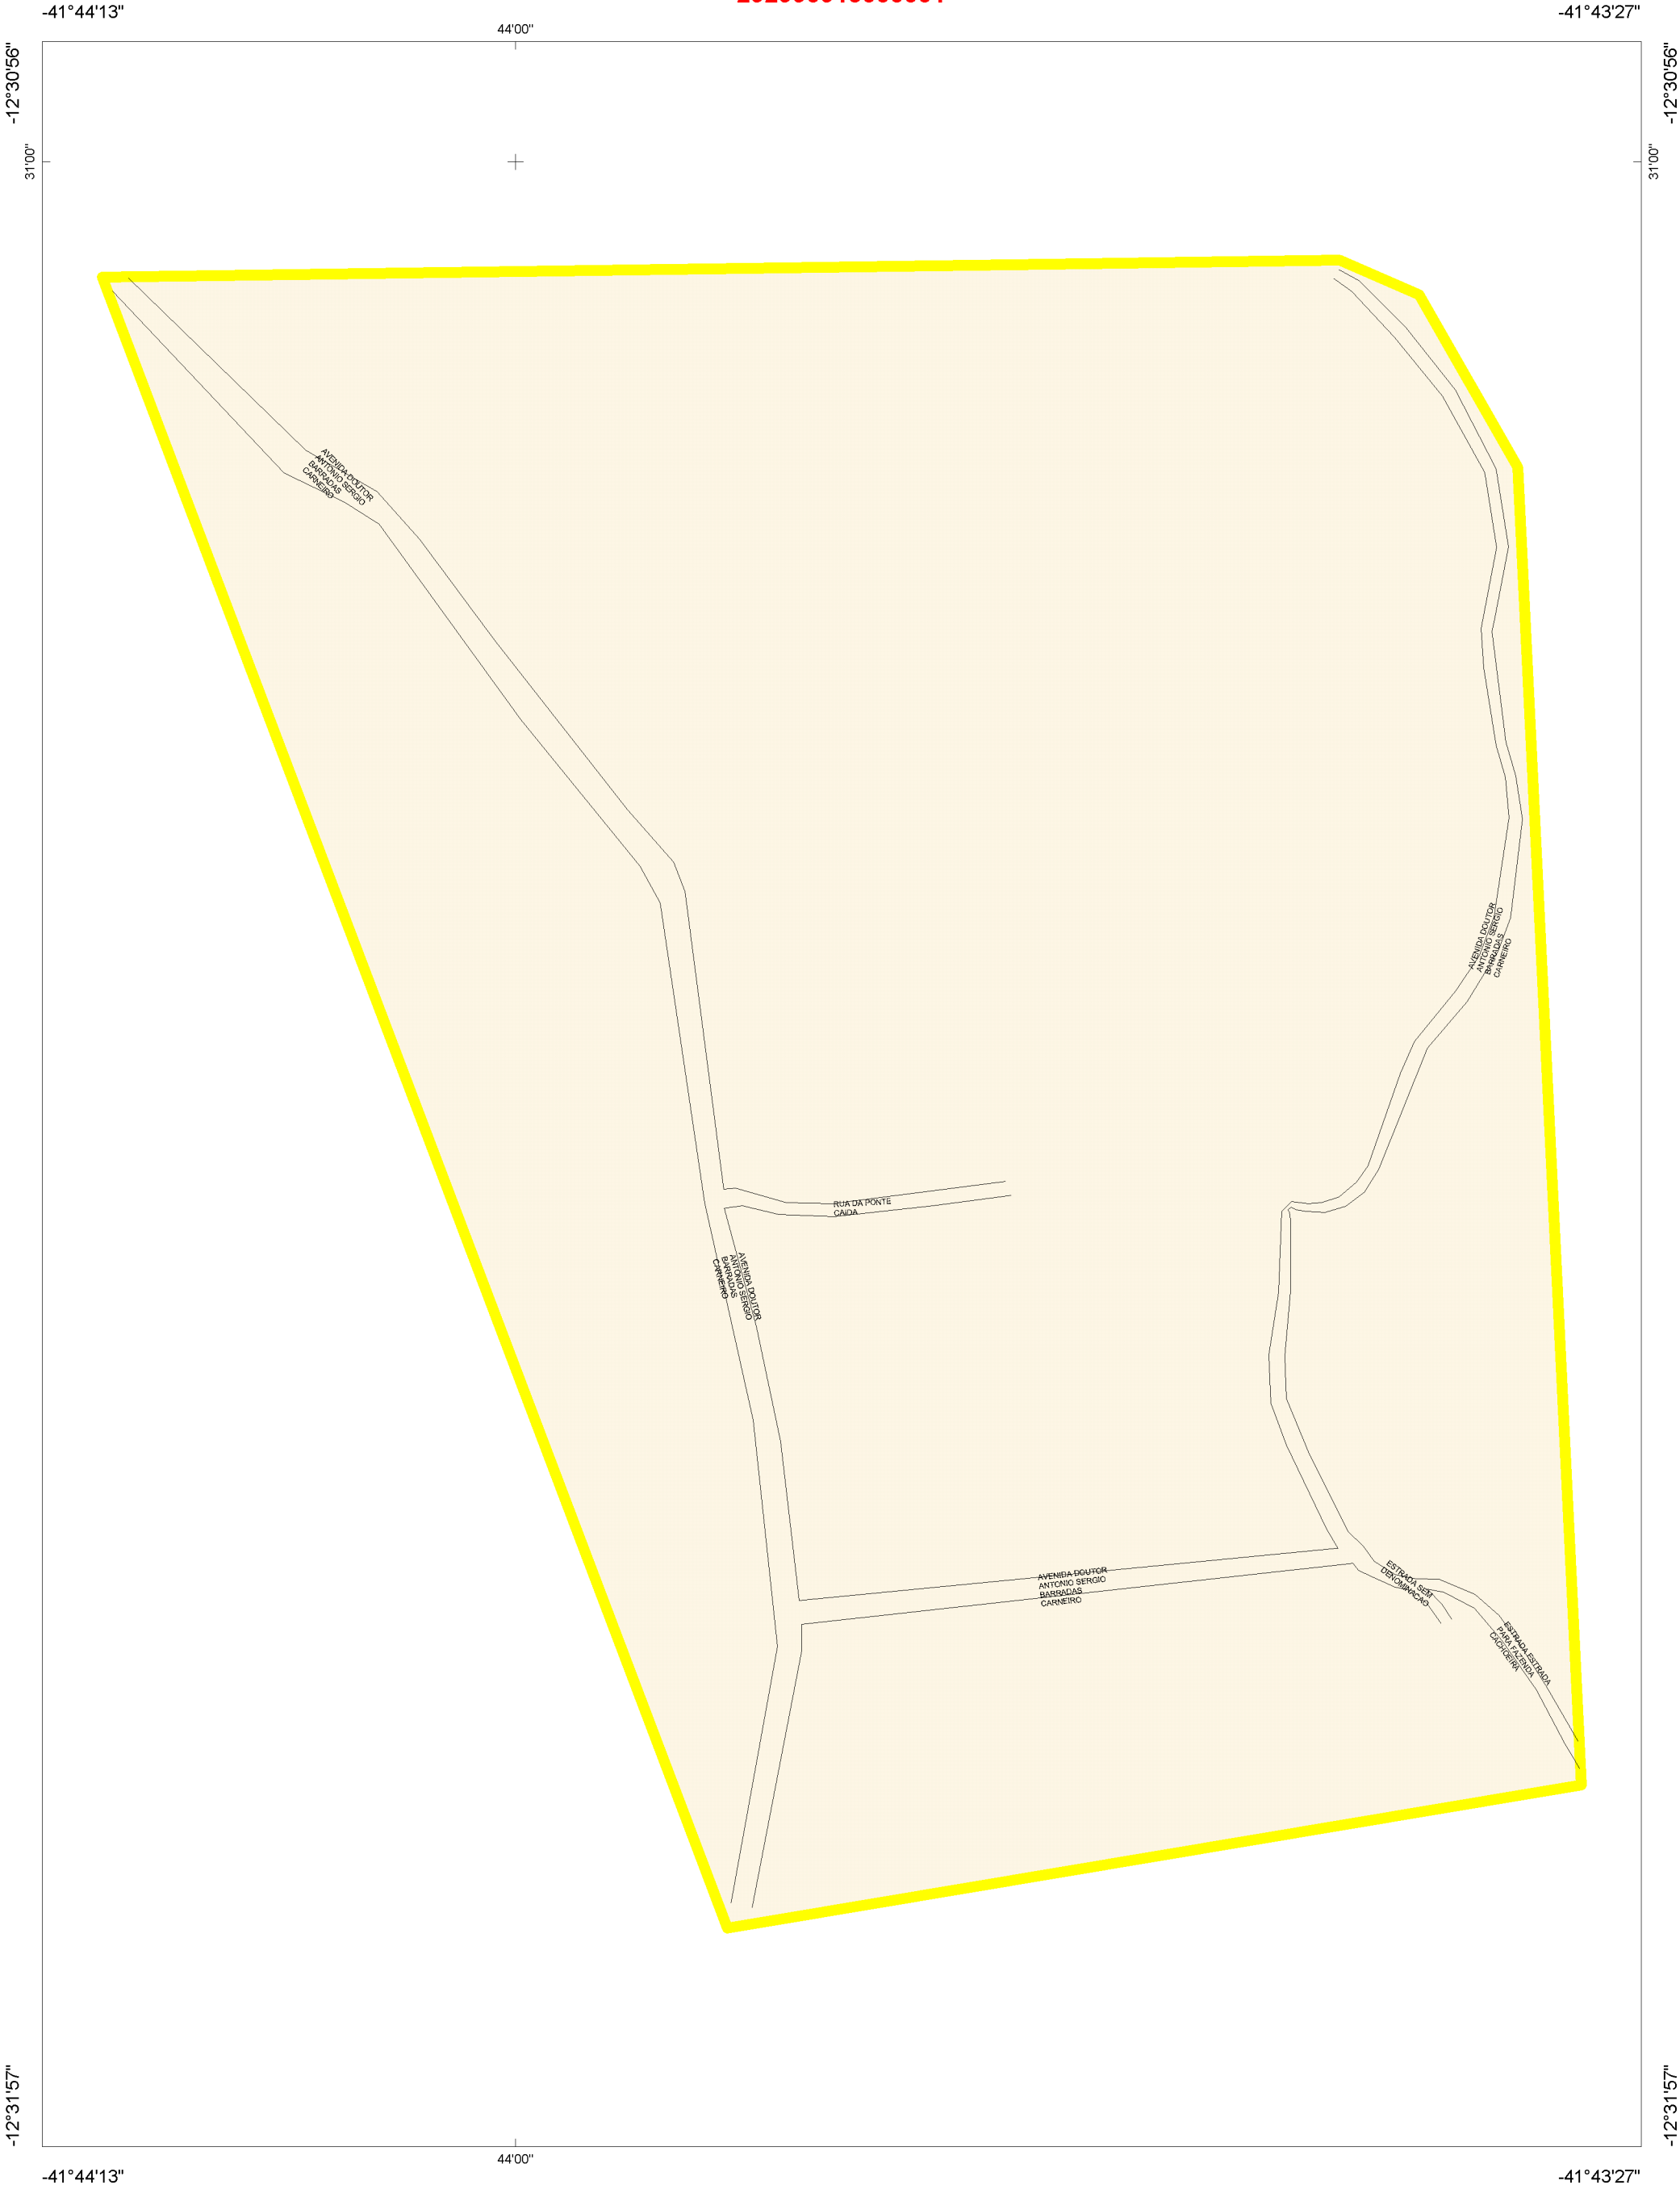 -41°44'13"
-41°43'27"
44'00"
-12°30'56"
-12°30'56"
31'00"
31'00"
AVENIDA DOUTOR
ANTONIO SERGIO
BARRADAS
CARNEIRO
AVENIDA DOUTOR
ANTONIO SERGIO
BARRADAS
CARNEIRO
RUA DA PONTE
CAIDA
AVENIDA DOUTOR
ANTONIO SERGIO
BARRADAS
CARNEIRO
AVENIDA DOUTOR
ANTONIO SERGIO
BARRADAS
CARNEIRO
ESTRADA SEM
DENOMINACAO
ESTRADA ESTRADA
PARA FAZENDA
CACHOEIRA
-12°31'57"
-12°31'57"
44'00"
-41°44'13"
-41°43'27"